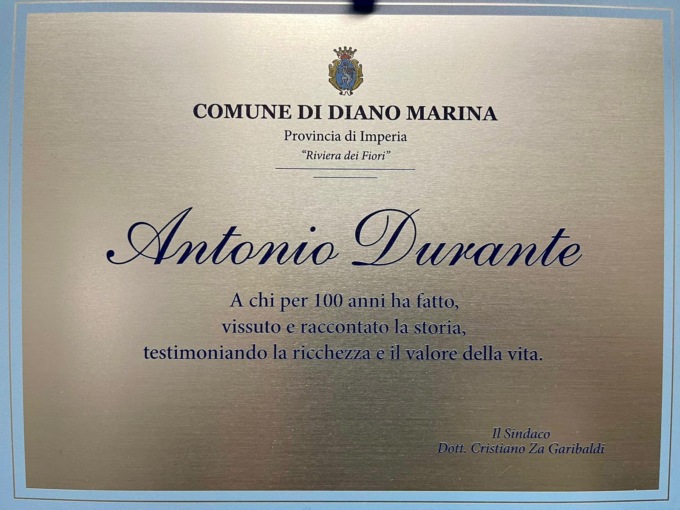 COMUNE DI DIANO MARINA
Provincia di Imperia
"Riviera dei Fiori"
Antonio Durante
A chi per 100 anni ha fatto,
vissuto e raccontato la storia,
testimoniando la ricchezza e il valore della vita.
Il Sindaco
Dott. Cristiano Za Garibaldi